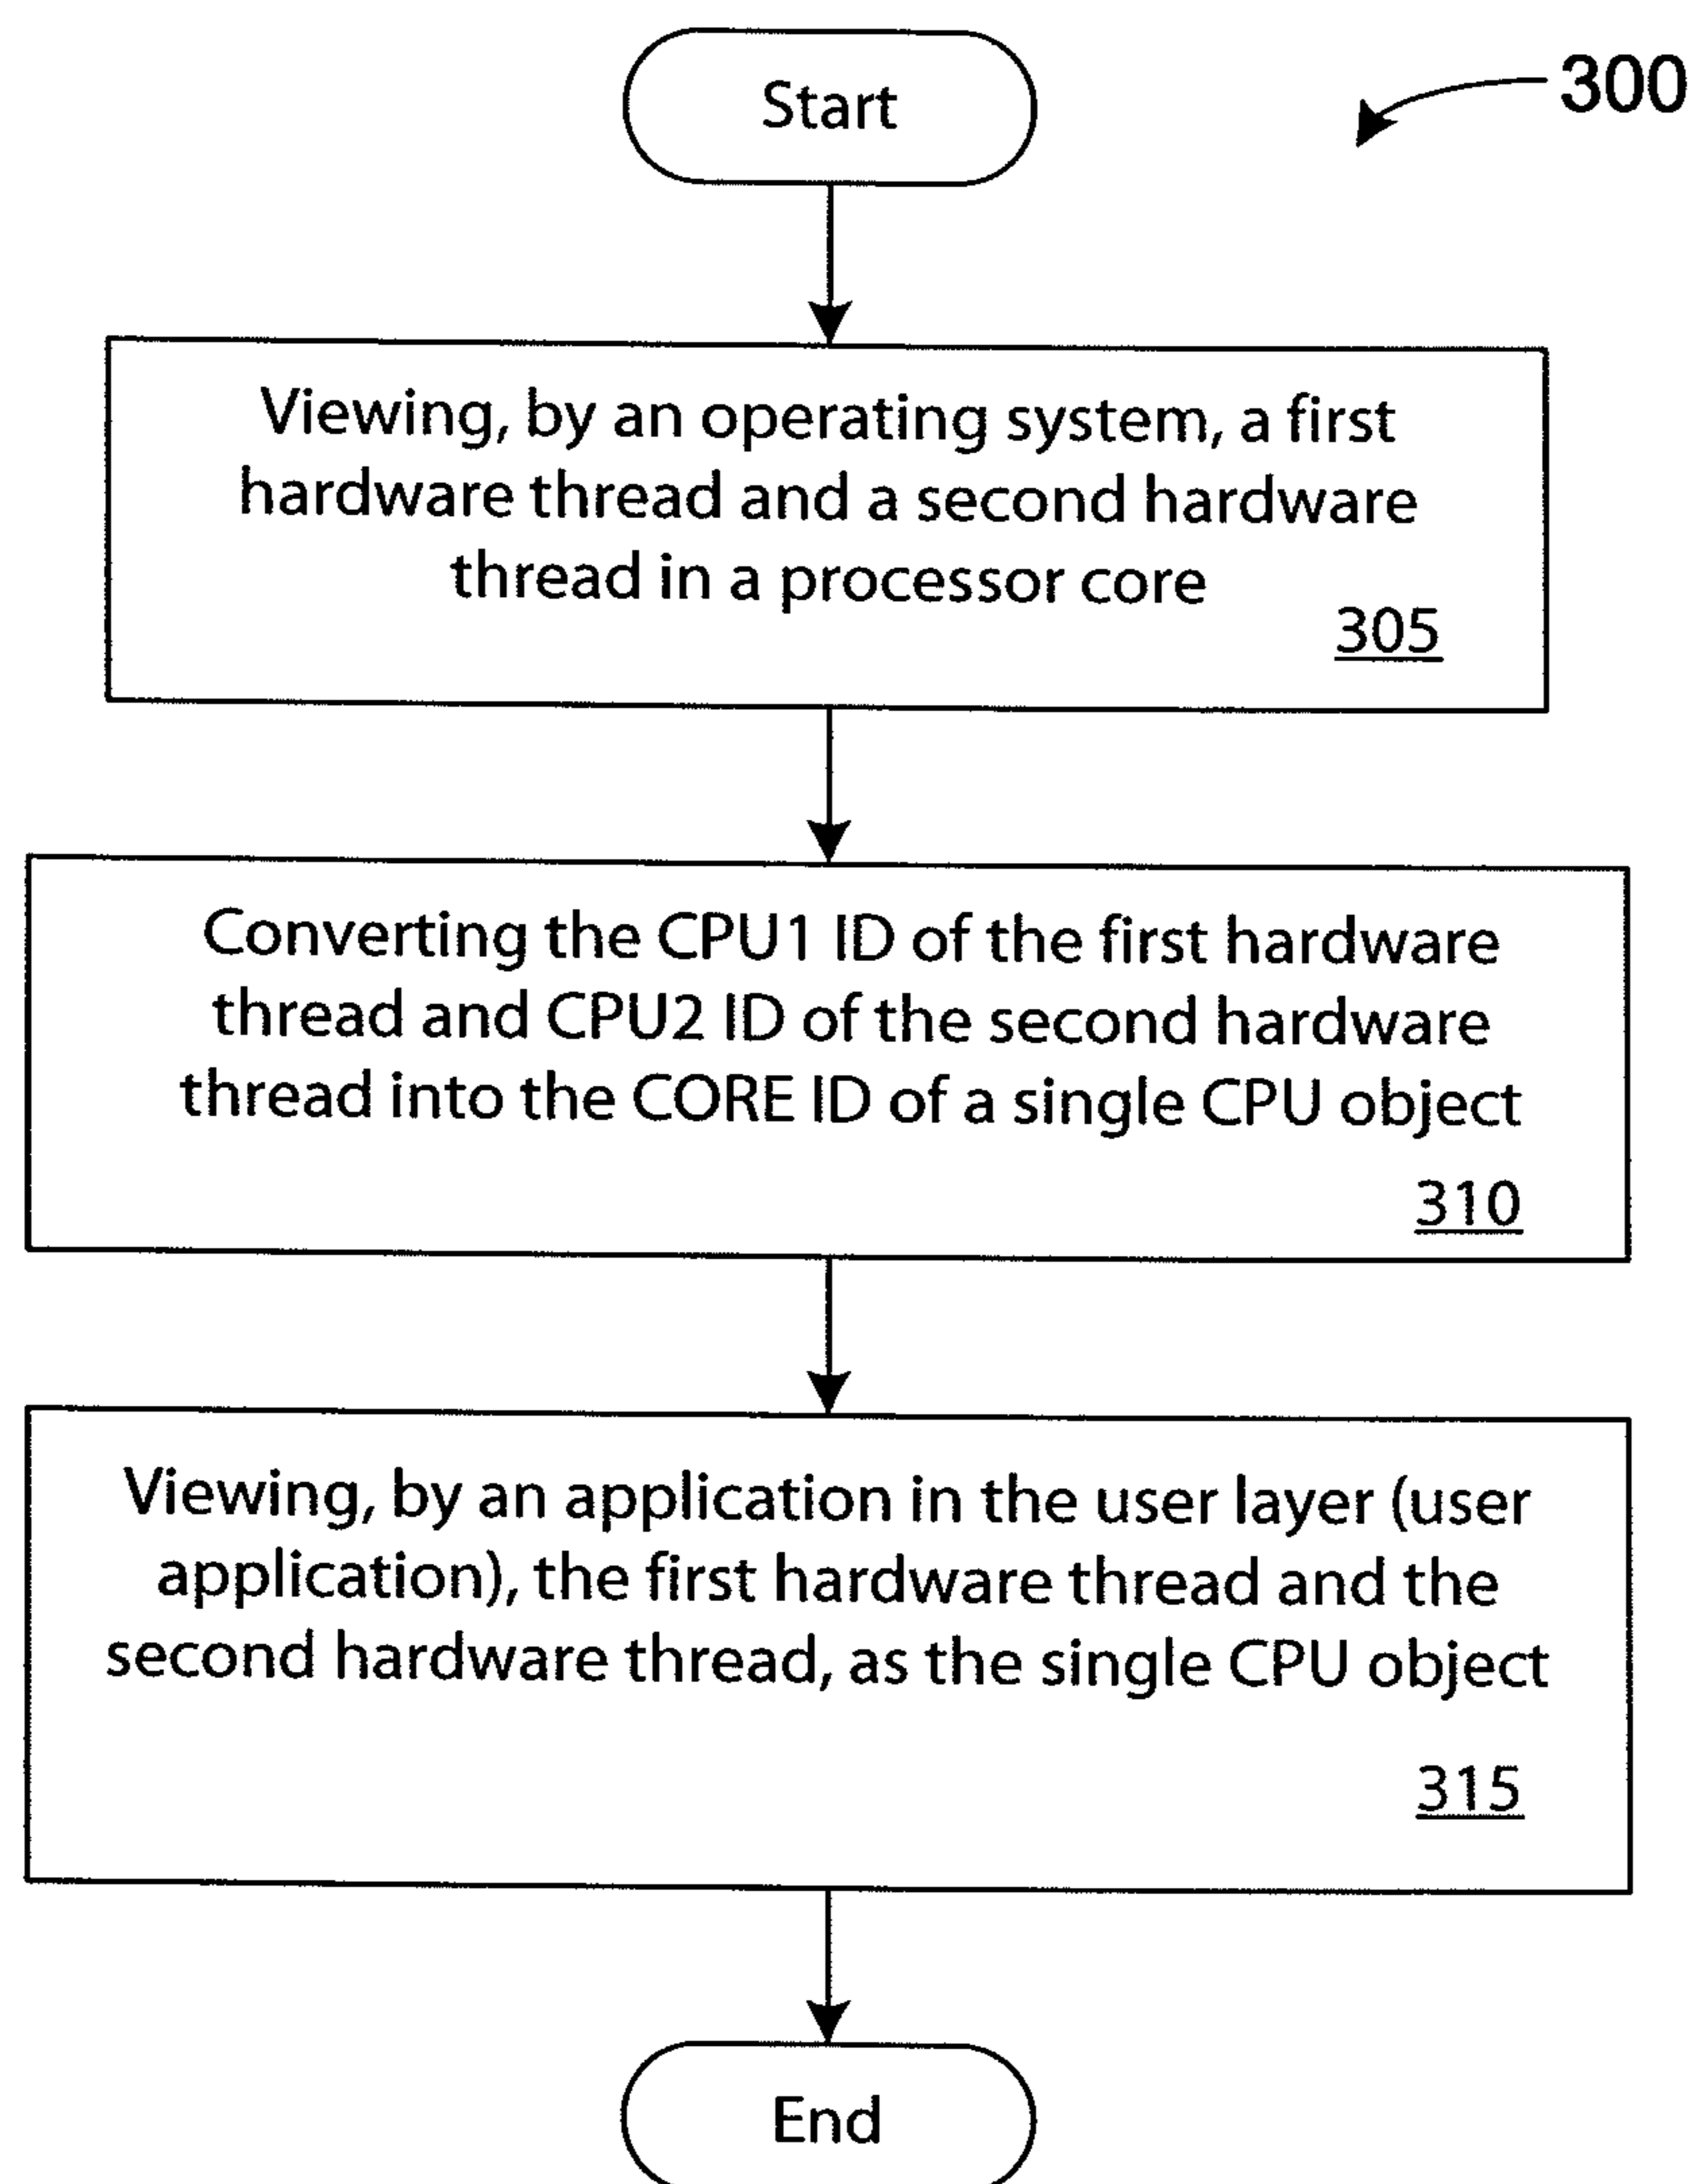 Start
300
Viewing, by an operating system, a first
hardware thread and a second hardware
thread in a processor core
305
Converting the CPU1 ID of the first hardware
thread and CPU2 ID of the second hardware
thread into the CORE ID of a single CPU object
310
Viewing, by an application in the user layer (user
application), the first hardware thread and the
second hardware thread, as the single CPU object
315
End